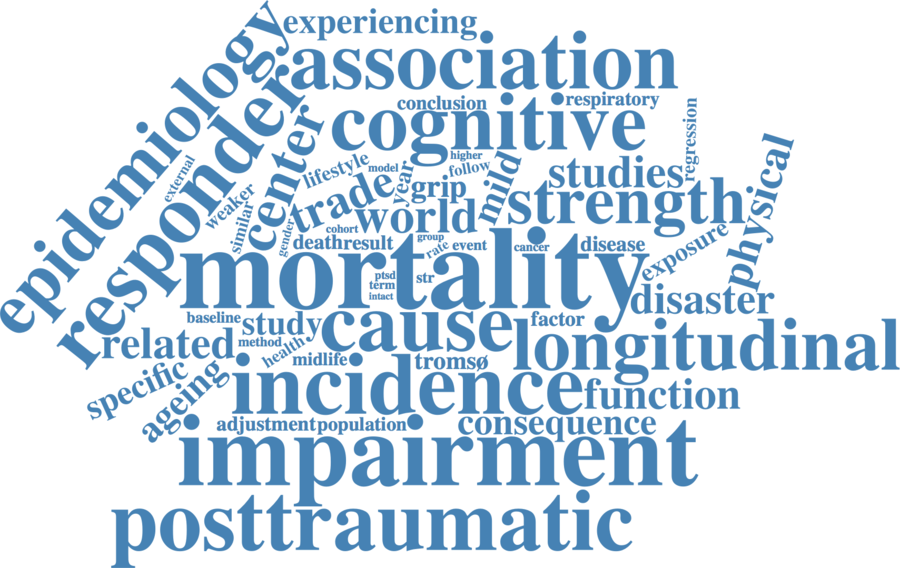 experiencing
epidemiology
association
responder
conclusion
respiratory
cognitive
regression
center
external
lifestyle
model
higher
follow
year
mild
studies
physical
weaker
similar
gender
trade
grip
strength
world
cohort
deathresult
group
rate
event
cancer
disease
exposure
mortality
ptsd
term
intact
str
disaster
baseline
study
cause
factor
longitudinal
related
method
health
midlife
tromsø
specific
ageing
incidence
function
adjustment
population
consequence
impairment
posttraumatic